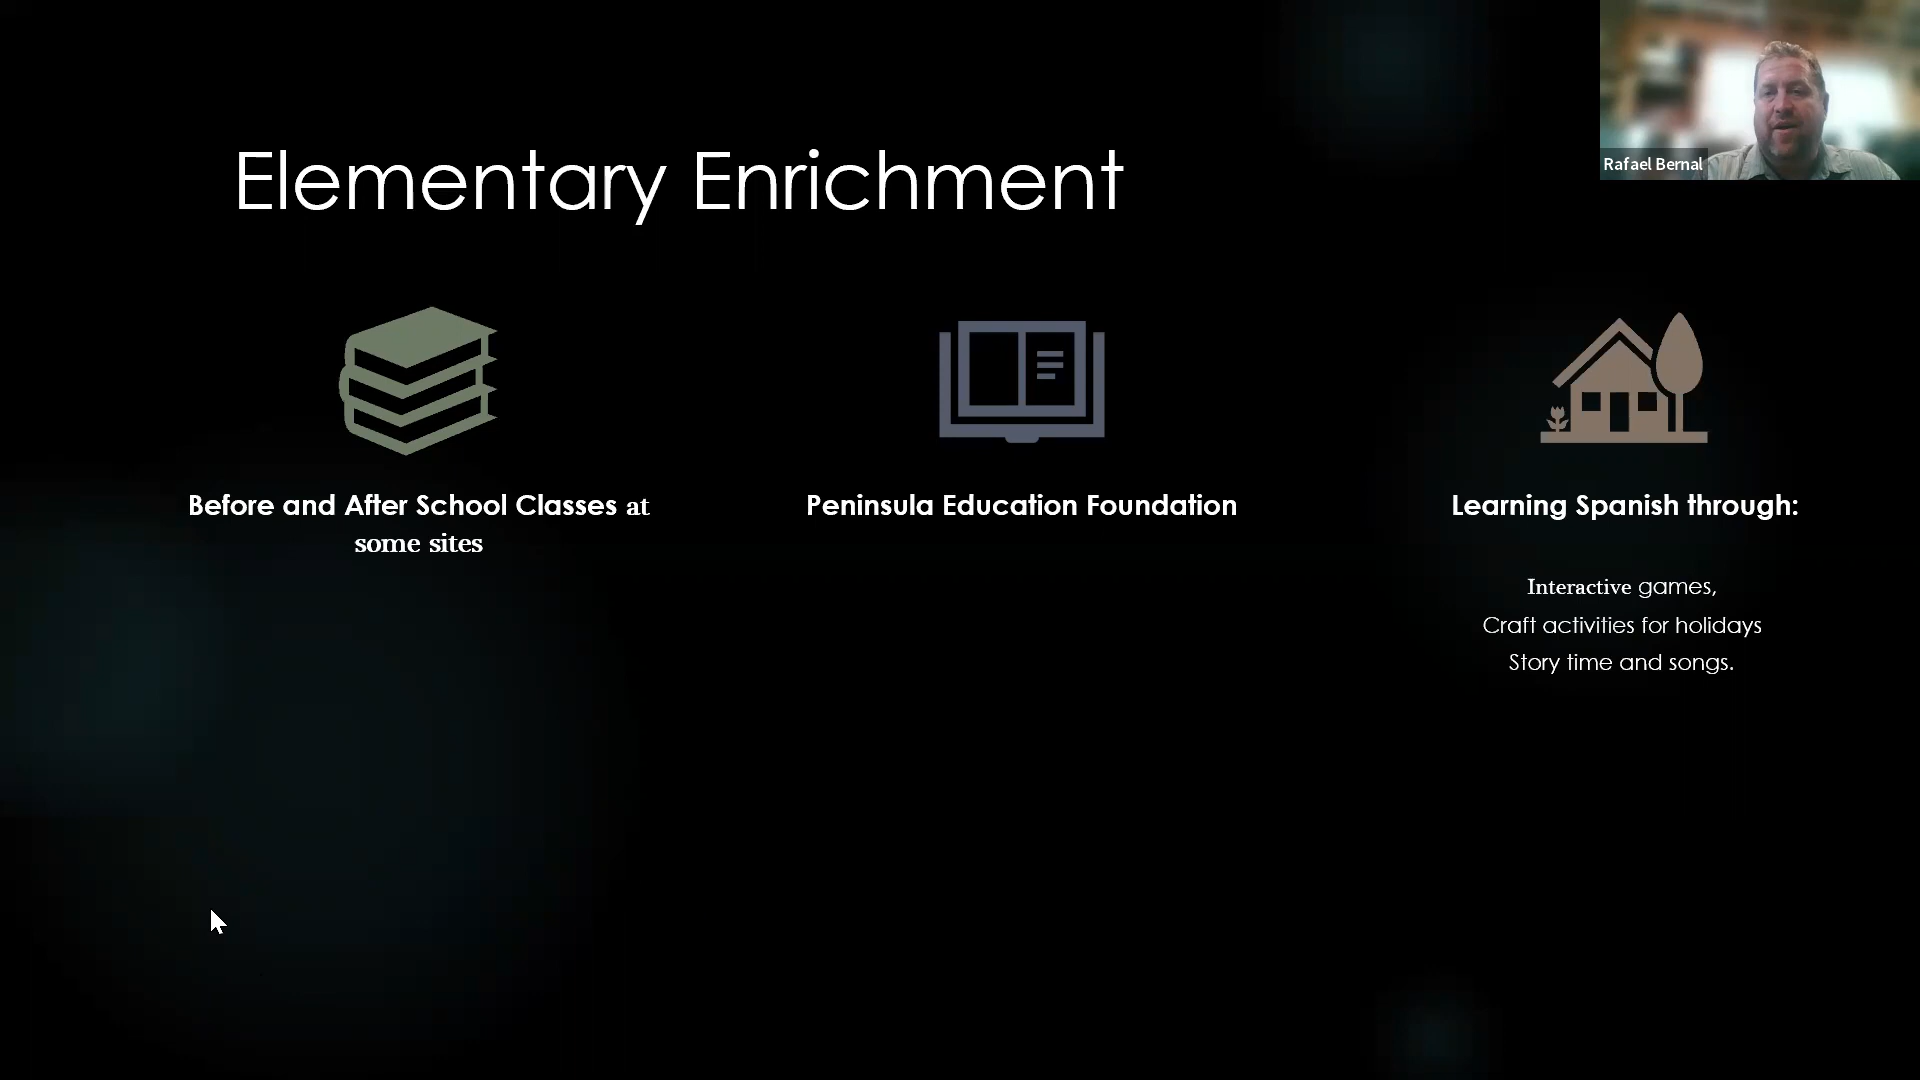 Rafael Bernal
Elementary Enrichment
Before and After School Classes at
some sites
Peninsula Education Foundation
Learning Spanish through:
Interactive games,
Craft activities for holidays
Story time and songs.